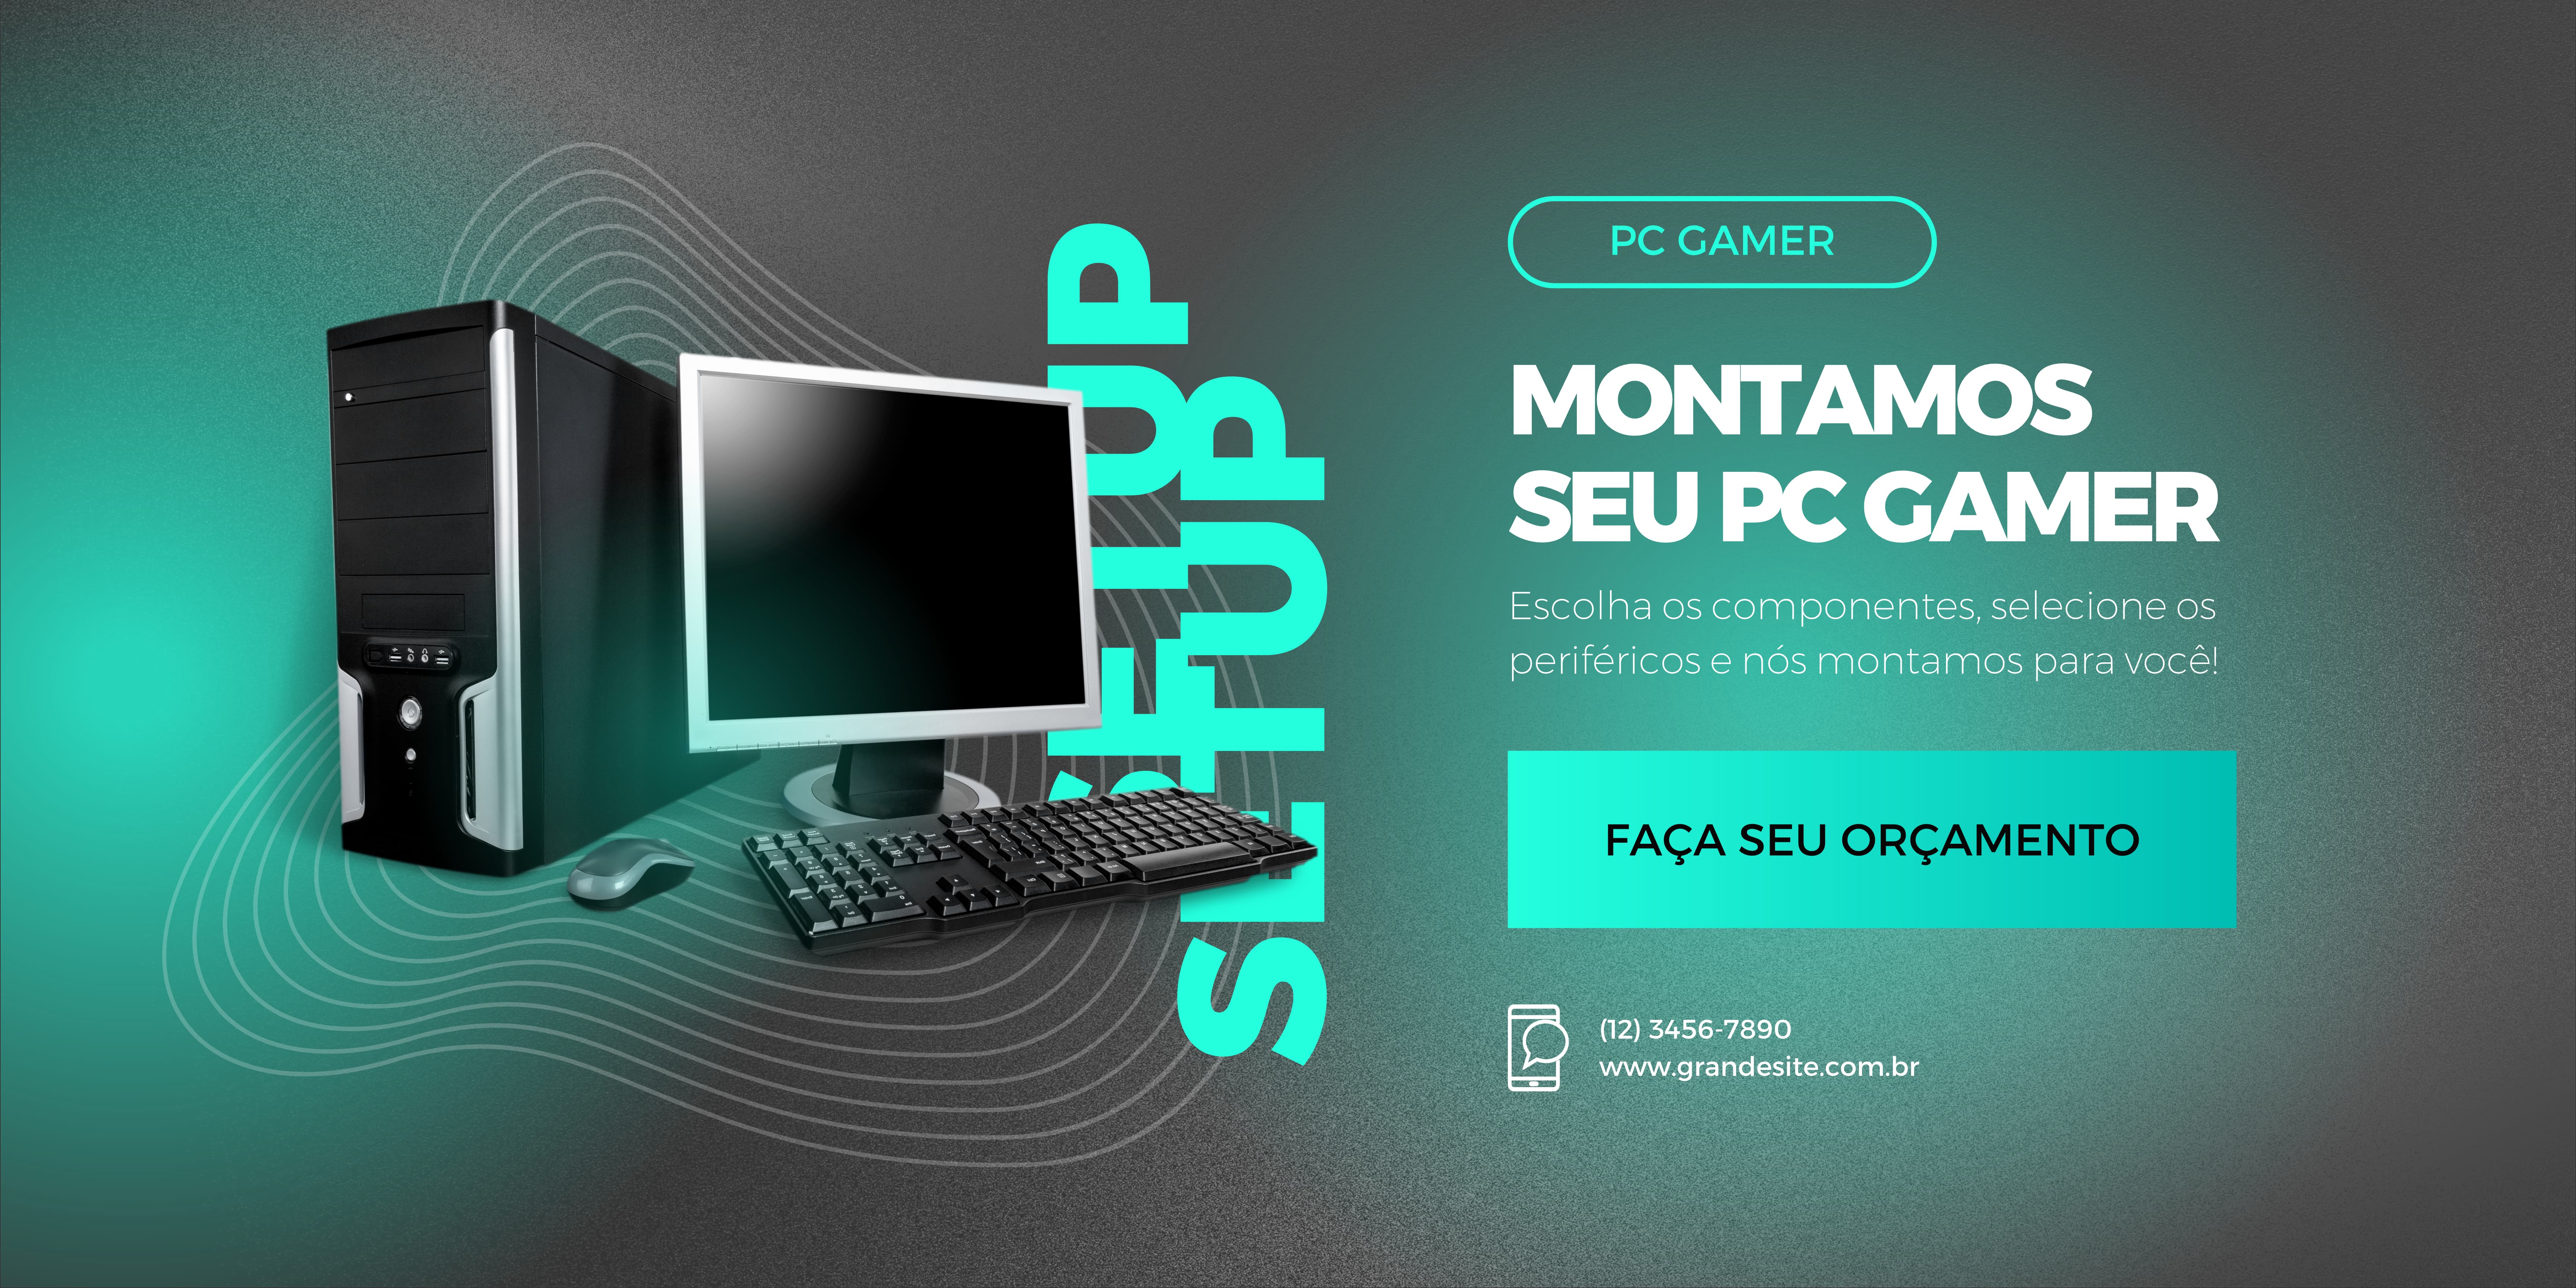 SETUP
SETUP
PC GAMER
MONTAMOS
SEU PC GAMER
Escolha os componentes, selecione os
periféricos e nós montamos para você!
FAÇA SEU ORÇAMENTO
(12) 3456-7890
www.grandesite.com.br